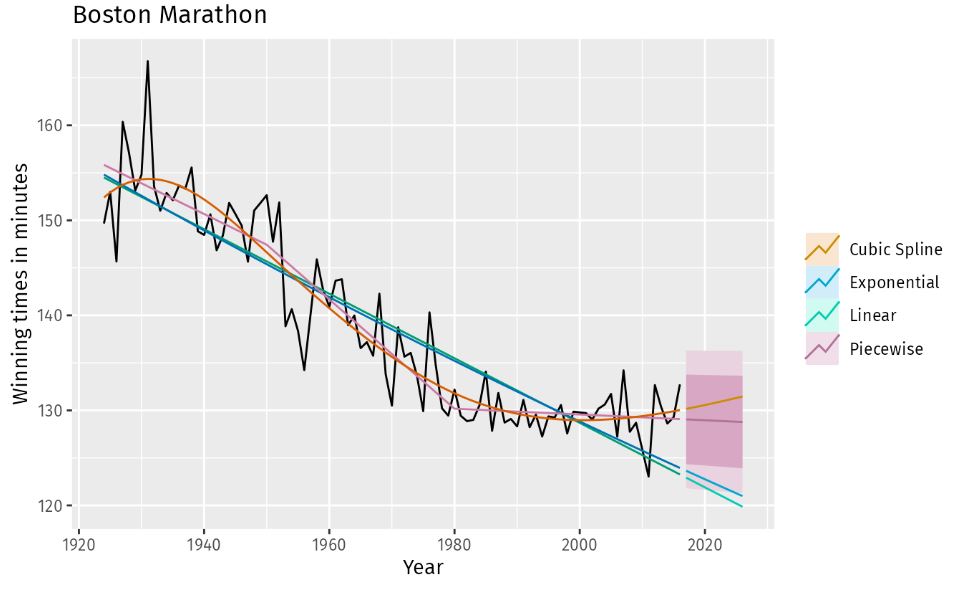 Boston Marathon
Winning times in minutes
160
150
140
130
120
1920 1940 1960 1980 2000 2020
Year
Cubic Spline
Exponential
Linear
Piecewise